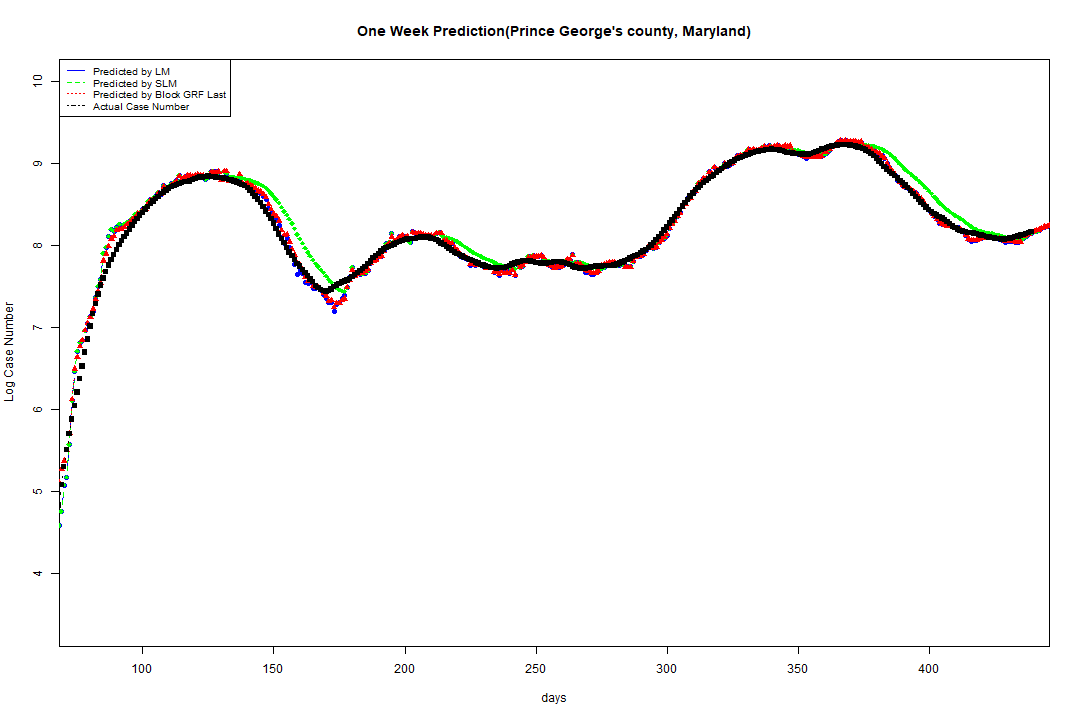 One Week Prediction(Prince George's county, Maryland)
Predicted by LM
Predicted by SLM
Predicted by Block GRF Last
Actual Case Number
10
9
8
7
6
5
4
Log Case Number
100 150 200 250 300 350 400
days